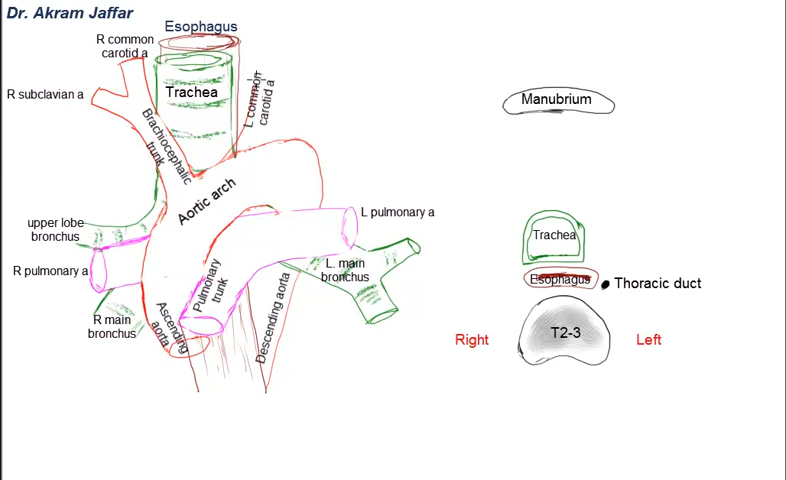 Dr. Akram Jaffar
Esophagus
R common
carotid a
R subclavian a
Trachea
L common
carotid a
Brachiocephalic
trunk
Aortic arch
upper lobe
bronchus
R pulmonary a
R main
bronchus
Ascending
aorta
Pulmonary
trunk
Descending aorta
L pulmonary a
L. main
bronchus
Manubrium
Trachea
Esophagus
Thoracic duct
T2-3
Right
Left